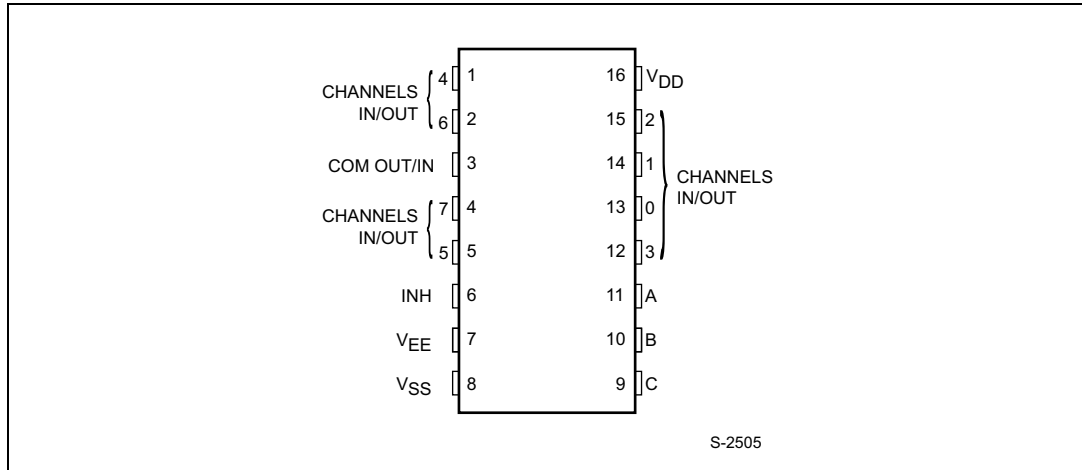 4 1 16 VDD
CHANNELS
IN/OUT
6 2 15 2
COM OUT/IN 3 14 1
CHANNELS
IN/OUT
7 4 13 0
CHANNELS
IN/OUT
5 5 12 3
INH 6 11 A
VEE 7 10 B
VSS 8 9 C
S-2505